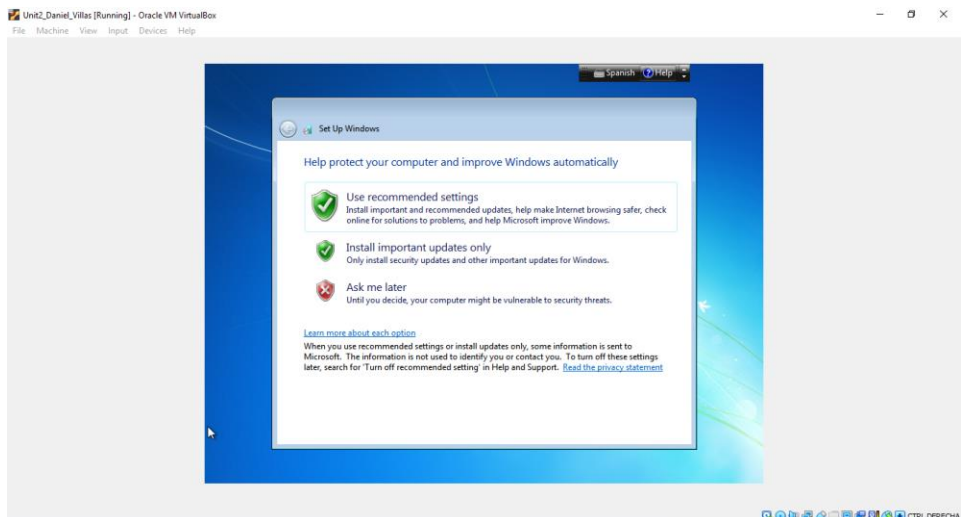 Unit2_Daniel_Villas [Running] - Oracle VM VirtualBox
File Machine View Input Devices Help
Spanish Help
Set Up Windows
Help protect your computer and improve Windows automatically
Use recommended settings
Install important and recommended updates, help make Internet browsing safer, check
online for solutions to problems, and help Microsoft improve Windows.
Install important updates only
Only install security updates and other important updates for Windows.
Ask me later
Until you decide, your computer might be vulnerable to security threats.
Learn more about each option
When you use recommended settings or install updates only, some information is sent to
Microsoft. The information is not used to identify you or contact you. To turn off these settings
later, search for 'Turn off recommended setting' in Help and Support. Read the privacy statement
CTRL DERECHA